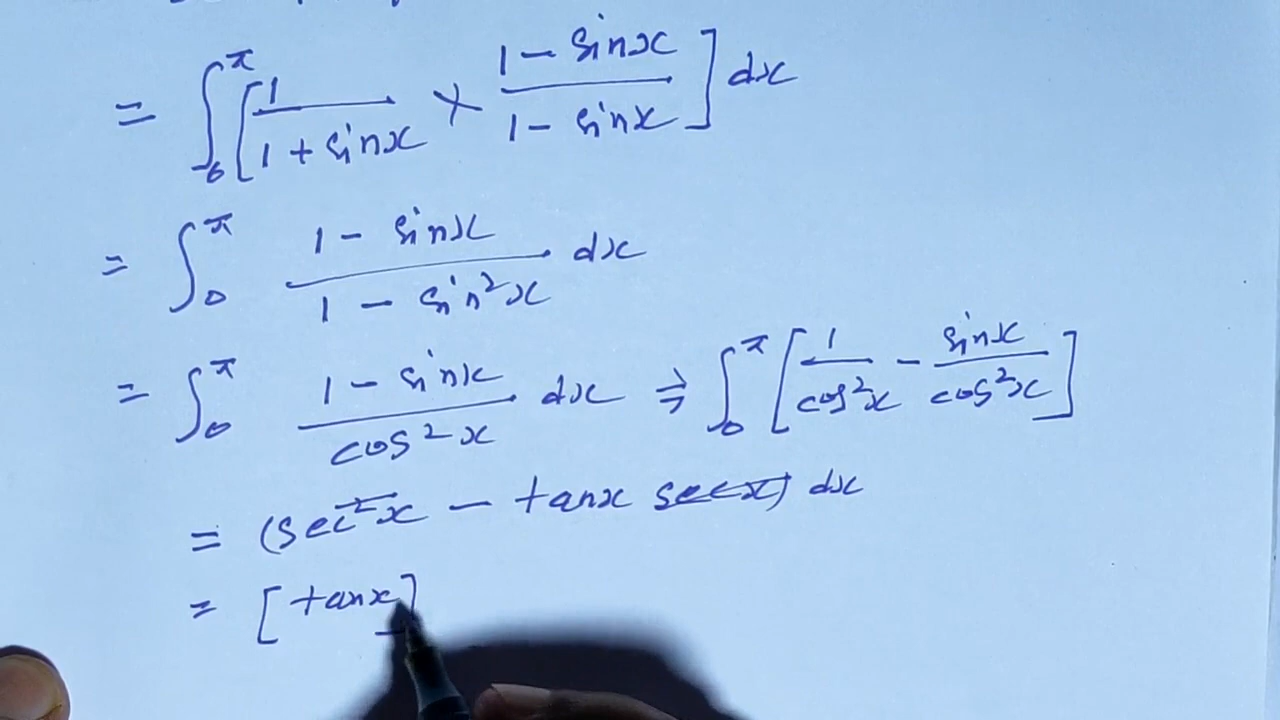 = ∫₀^π [1/(1 + sinx) × (1 - sinx)/(1 - sinx)] dx
= ∫₀^π (1 - sinx)/(1 - sin²x) dx
= ∫₀^π (1 - sinx)/(cos²x) dx ⇒ ∫₀^π [1/(cos²x) - sinx/(cos²x)]
= (sec²x - tanx secx) dx
= [tanx]